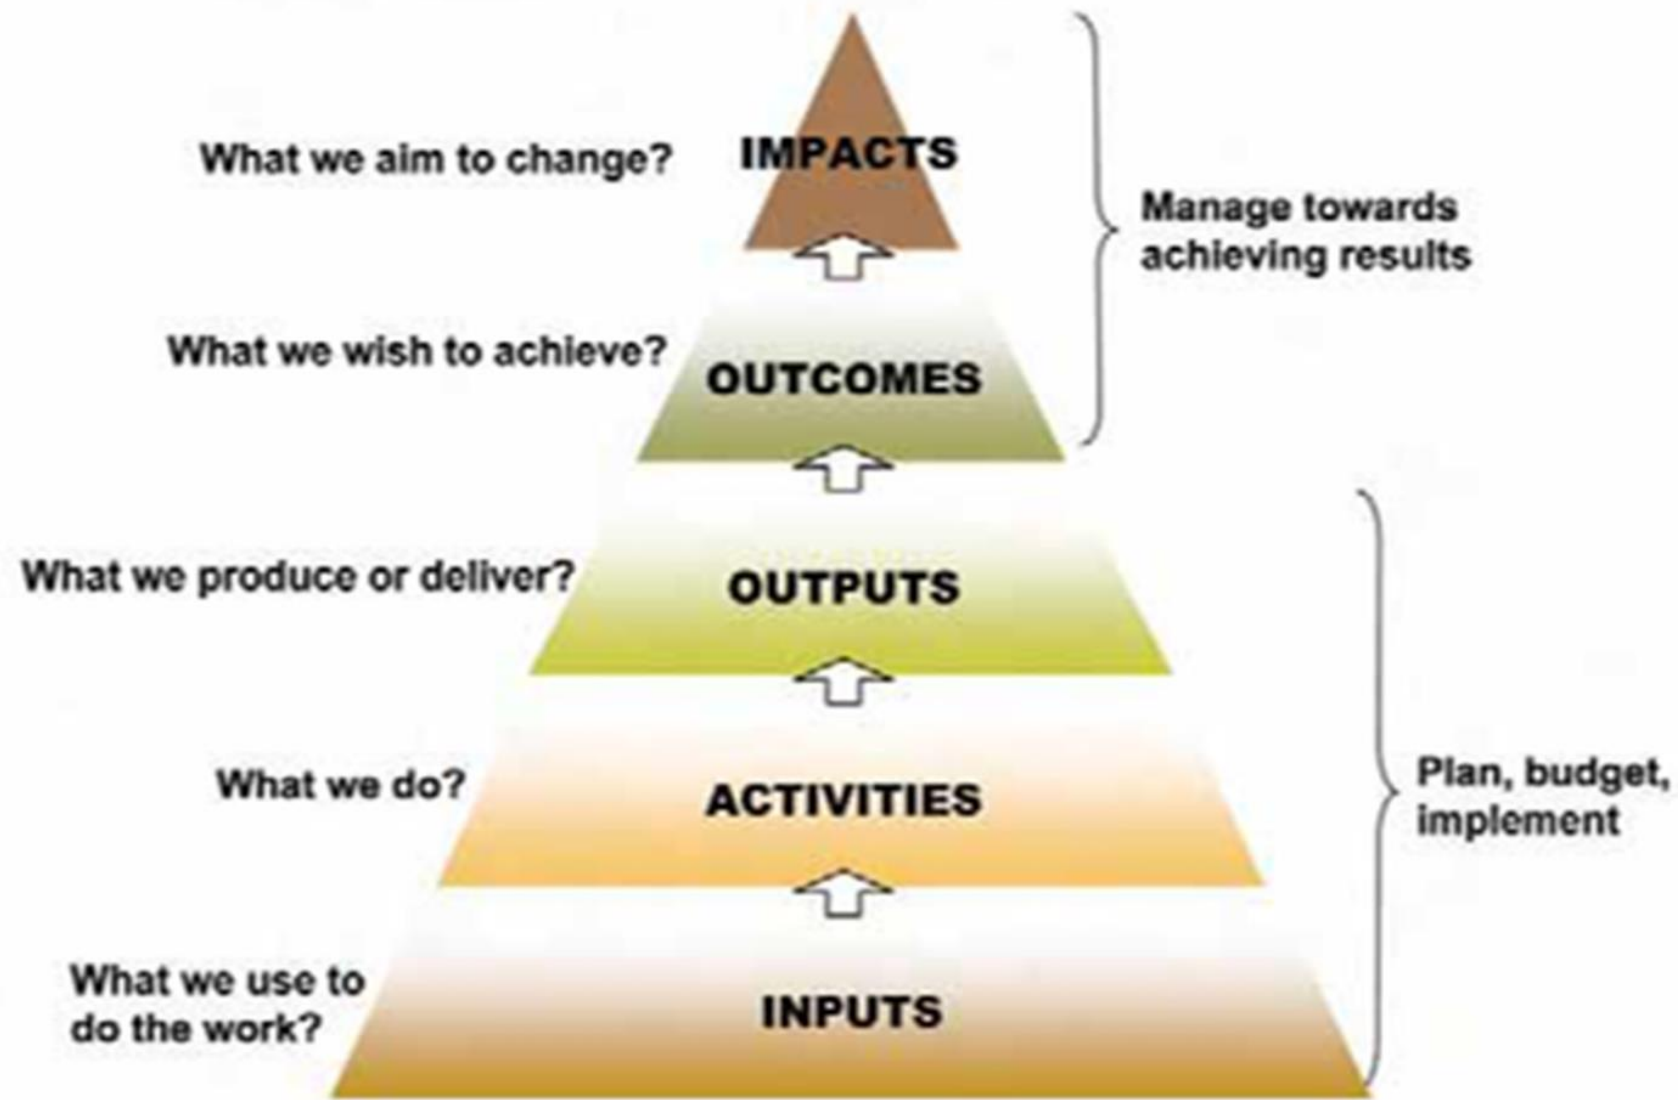 What we aim to change?
IMPACTS
Manage towards
achieving results
What we wish to achieve?
OUTCOMES
What we produce or deliver?
OUTPUTS
What we do?
ACTIVITIES
Plan, budget,
implement
What we use to
do the work?
INPUTS